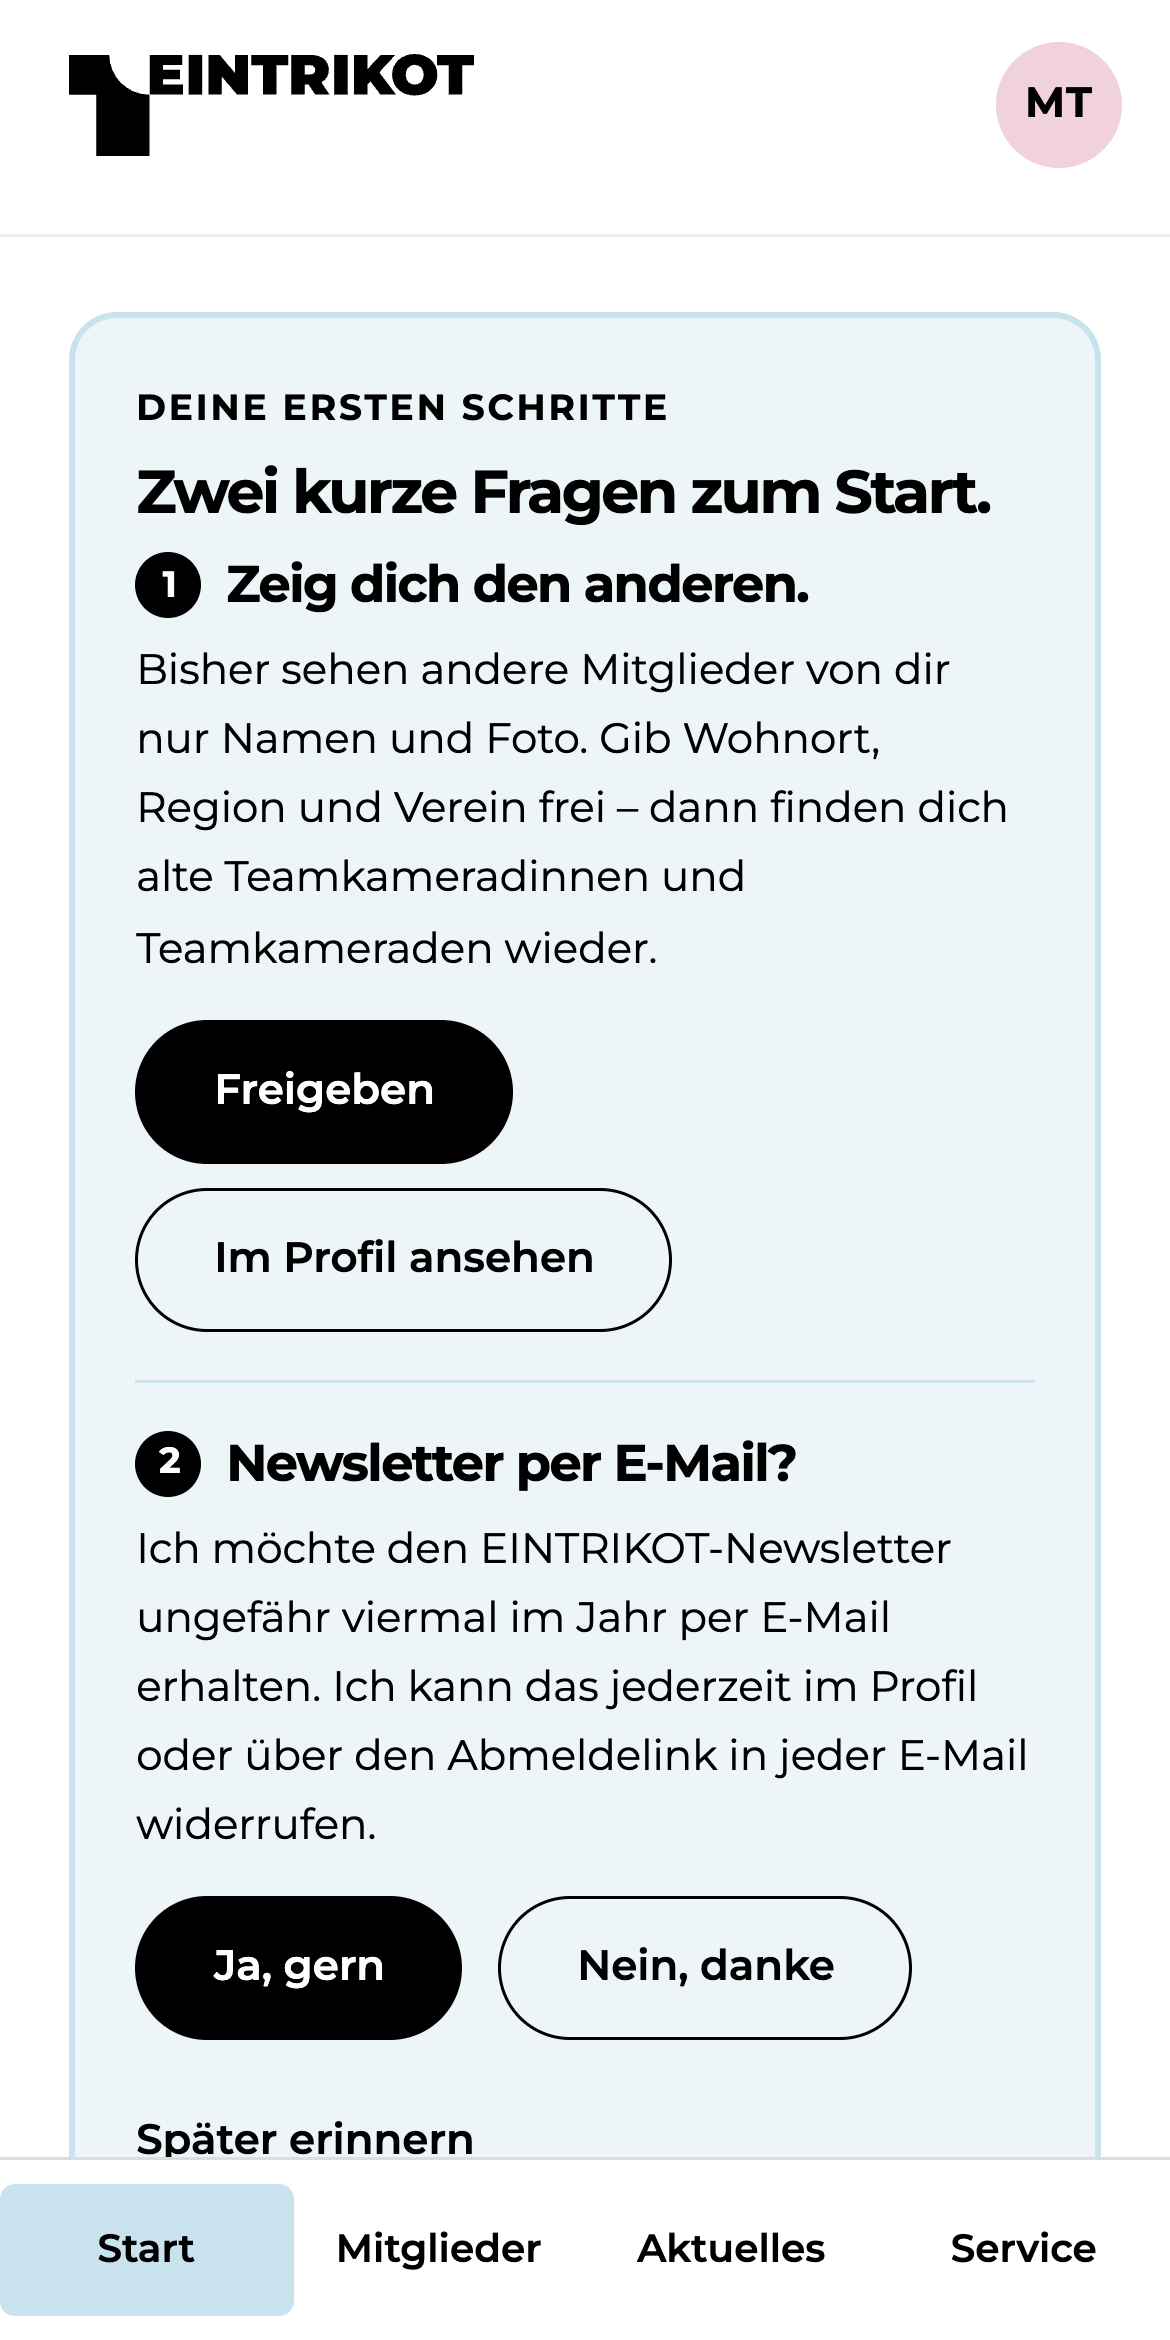 EINTRIKOT
MT
DEINE ERSTEN SCHRITTE
Zwei kurze Fragen zum Start.
1 Zeig dich den anderen.
Bisher sehen andere Mitglieder von dir
nur Namen und Foto. Gib Wohnort,
Region und Verein frei – dann finden dich
alte Teamkameradinnen und
Teamkameraden wieder.
Freigeben
Im Profil ansehen
2 Newsletter per E-Mail?
Ich möchte den EINTRIKOT-Newsletter
ungefähr viermal im Jahr per E-Mail
erhalten. Ich kann das jederzeit im Profil
oder über den Abmeldelink in jeder E-Mail
widerrufen.
Ja, gern Nein, danke
Später erinnern
Start Mitglieder Aktuelles Service